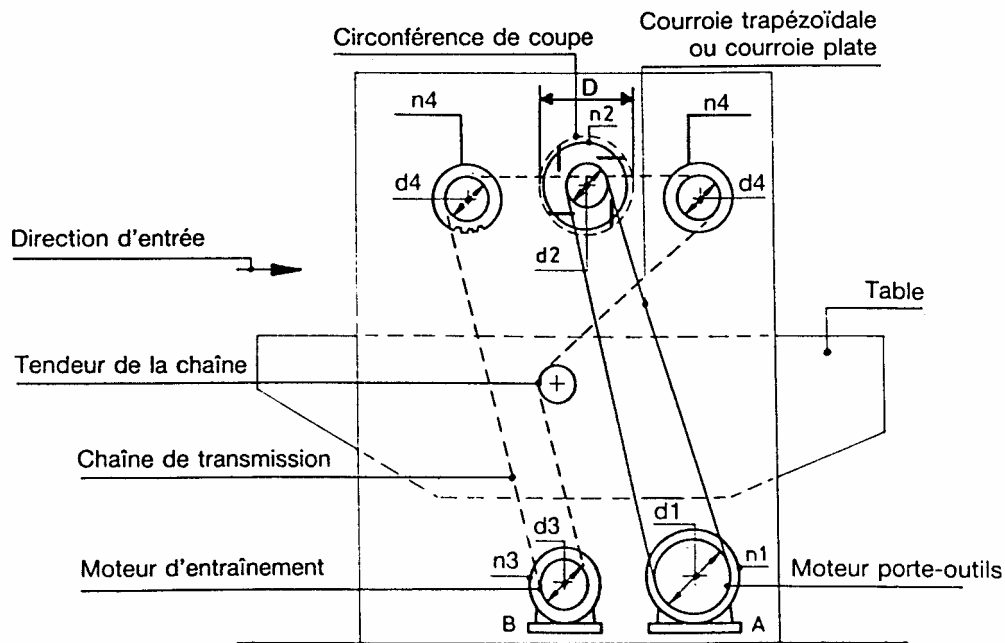 Circonférence de coupe
Courroie trapézoïdale
ou courroie plate
D
n4
n2
n4
d4
d4
Direction d'entrée
d2
Table
Tendeur de la chaîne
Chaîne de transmission
d3
d1
n3
n1
Moteur d'entraînement
Moteur porte-outils
B
A